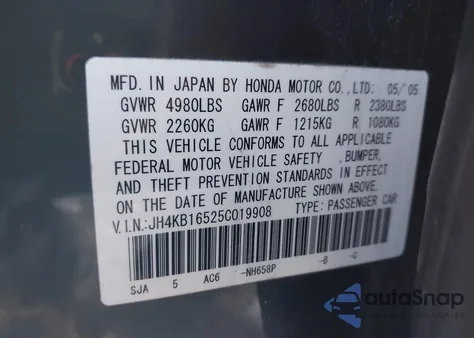 MFD. IN JAPAN BY HONDA MOTOR CO., LTD: 05/'05
GVWR 4980LBS GAWR F 2680LBS R 2380LBS
GVWR 2260KG GAWR F 1215KG R 1080KG
THIS VEHICLE CONFORMS TO ALL APPLICABLE
FEDERAL MOTOR VEHICLE SAFETY , BUMPER,
AND THEFT PREVENTION STANDARDS IN EFFECT
ON THE DATE OF MANUFACTURE SHOWN ABOVE.
V.I.N.:JH4KB16525C019908 TYPE: PASSENGER CAR
SJA 5 AC6 -NH658P -B -C
autoSnap